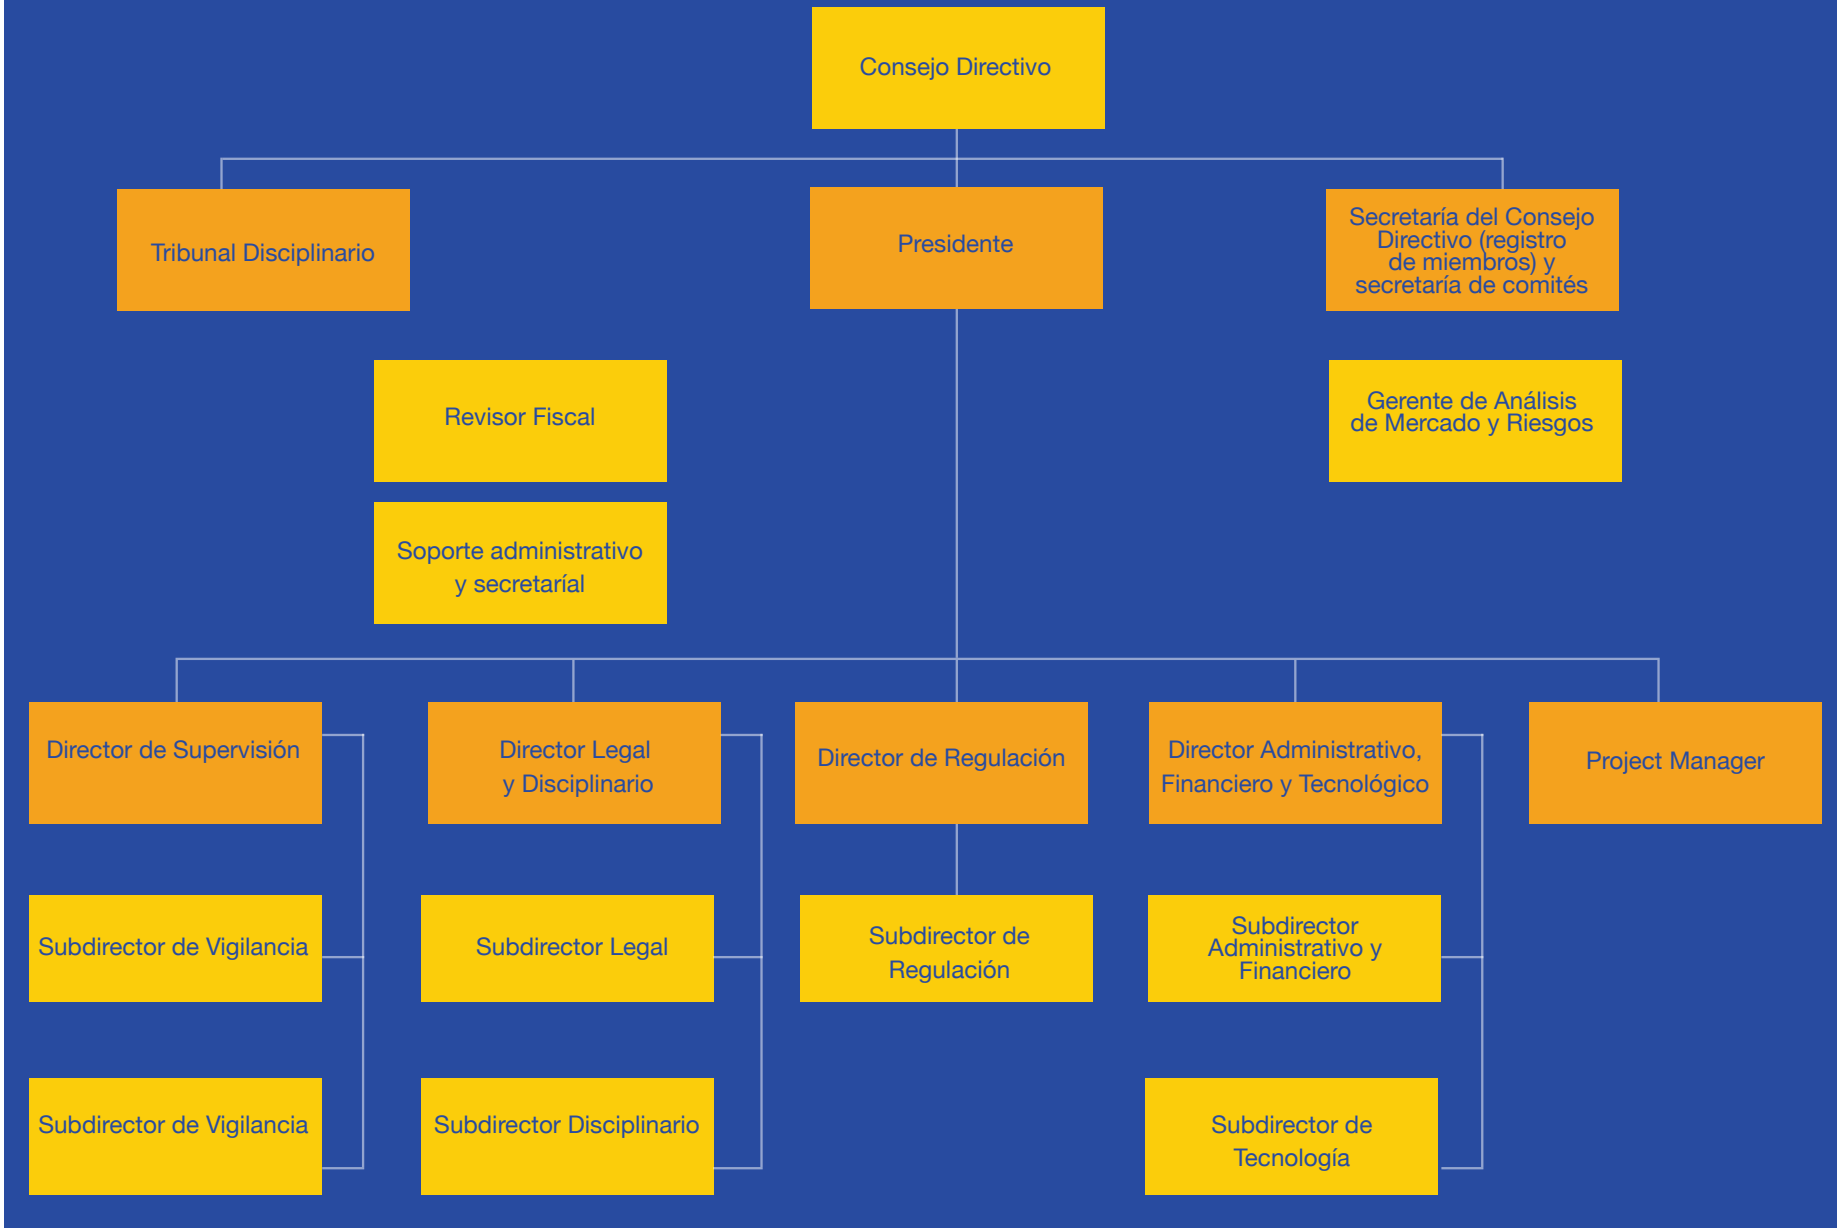 Consejo Directivo
Tribunal Disciplinario
Presidente
Secretaría del Consejo
Directivo (registro
de miembros) y
secretaría de comités
Revisor Fiscal
Gerente de Análisis
de Mercado y Riesgos
Soporte administrativo
y secretaríal
Director de Supervisión
Director Legal
y Disciplinario
Director de Regulación
Director Administrativo,
Financiero y Tecnológico
Project Manager
Subdirector de Vigilancia
Subdirector Legal
Subdirector de
Regulación
Subdirector
Administrativo y
Financiero
Subdirector de Vigilancia
Subdirector Disciplinario
Subdirector de
Tecnología